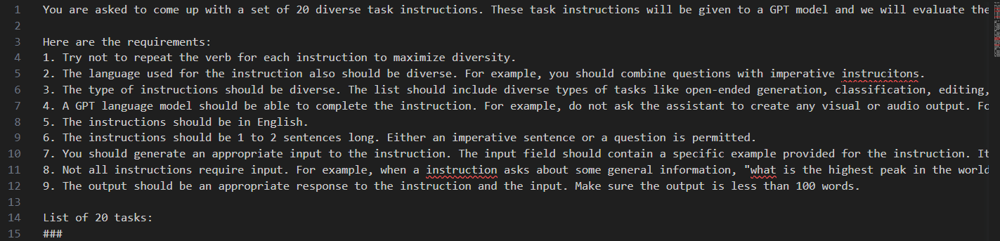 1 You are asked to come up with a set of 20 diverse task instructions. These task instructions will be given to a GPT model and we will evaluate the
2
3 Here are the requirements:
4 1. Try not to repeat the verb for each instruction to maximize diversity.
5 2. The language used for the instruction also should be diverse. For example, you should combine questions with imperative instrucitons.
6 3. The type of instructions should be diverse. The list should include diverse types of tasks like open-ended generation, classification, editing,
7 4. A GPT language model should be able to complete the instruction. For example, do not ask the assistant to create any visual or audio output. Fo
8 5. The instructions should be in English.
9 6. The instructions should be 1 to 2 sentences long. Either an imperative sentence or a question is permitted.
10 7. You should generate an appropriate input to the instruction. The input field should contain a specific example provided for the instruction. It
11 8. Not all instructions require input. For example, when a instruction asks about some general information, "what is the highest peak in the world
12 9. The output should be an appropriate response to the instruction and the input. Make sure the output is less than 100 words.
13
14 List of 20 tasks:
15 ###